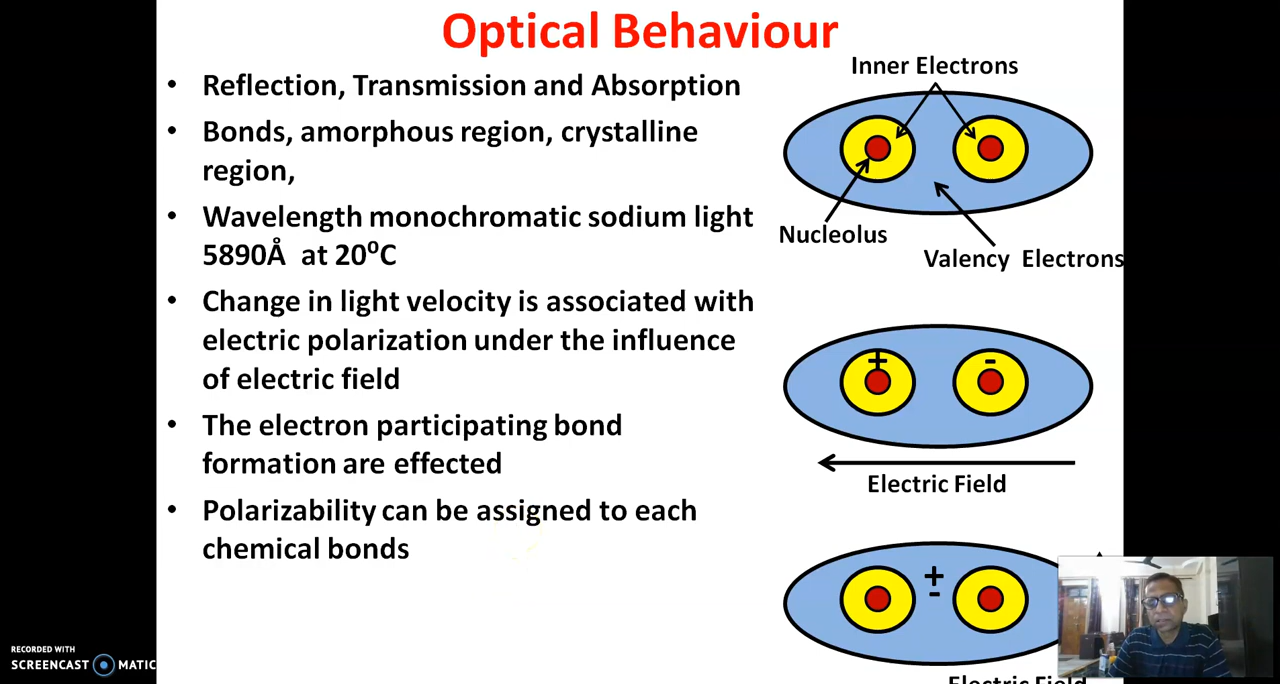 Optical Behaviour
• Reflection, Transmission and Absorption
• Bonds, amorphous region, crystalline
region,
• Wavelength monochromatic sodium light
5890Å at 20⁰C
• Change in light velocity is associated with
electric polarization under the influence
of electric field
• The electron participating bond
formation are effected
• Polarizability can be assigned to each
chemical bonds
Inner Electrons
Nucleolus
Valency Electrons
+ -
Electric Field
+
-
Electric Field
RECORDED WITH
SCREENCAST MATIC